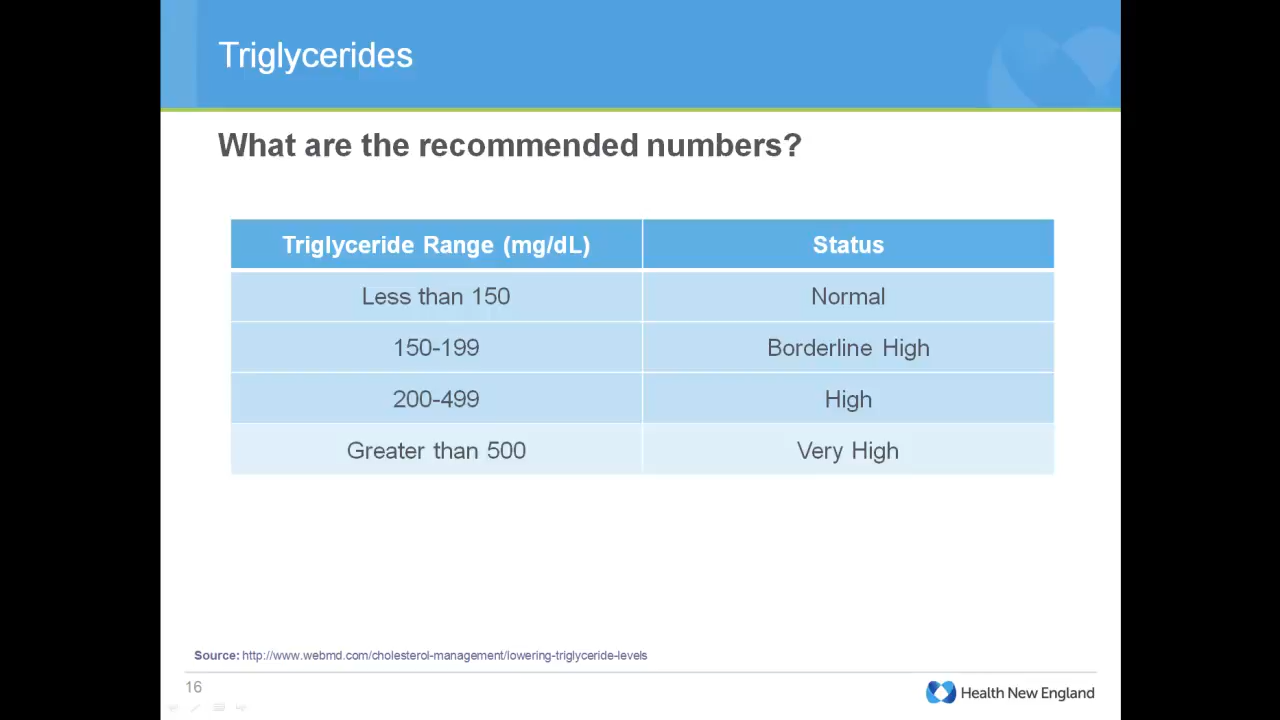 Triglycerides
What are the recommended numbers?
Triglyceride Range (mg/dL) Status
Less than 150 Normal
150-199 Borderline High
200-499 High
Greater than 500 Very High
Source: http://www.webmd.com/cholesterol-management/lowering-triglyceride-levels
16
Health New England